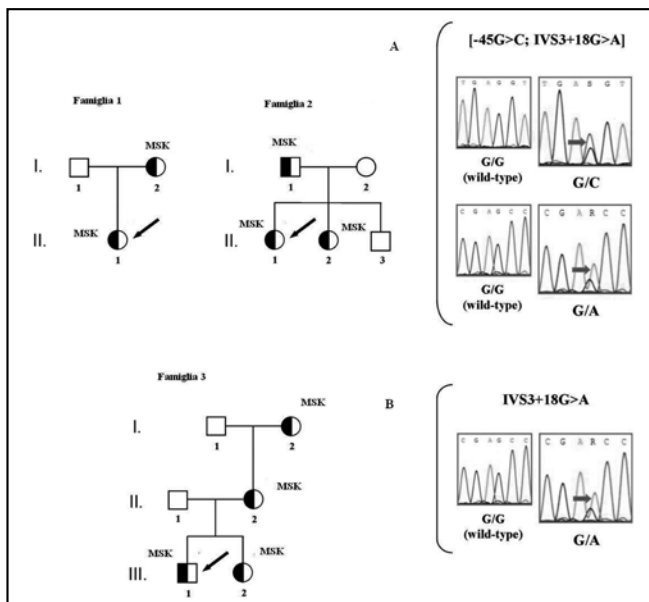 A
[-45G>C; IVS3+18G>A]
Famiglia 1
Famiglia 2
T G A G G T
T G A S G T
MSK
MSK
I.
I.
1
2
1
2
G/G
(wild-type)
G/C
MSK
MSK
MSK
II.
II.
1
1
2
3
C G A G C C
C G A R C C
G/G
(wild-type)
G/A
Famiglia 3
B
IVS3+18G>A
MSK
I.
1
2
C G A G C C
C G A R C C
MSK
II.
1
2
G/G
(wild-type)
G/A
MSK
MSK
III.
1
2